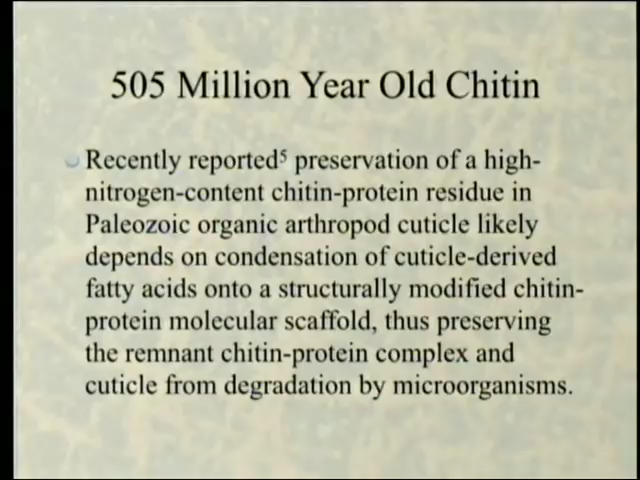 505 Million Year Old Chitin
Recently reported⁵ preservation of a high-
nitrogen-content chitin-protein residue in
Paleozoic organic arthropod cuticle likely
depends on condensation of cuticle-derived
fatty acids onto a structurally modified chitin-
protein molecular scaffold, thus preserving
the remnant chitin-protein complex and
cuticle from degradation by microorganisms.